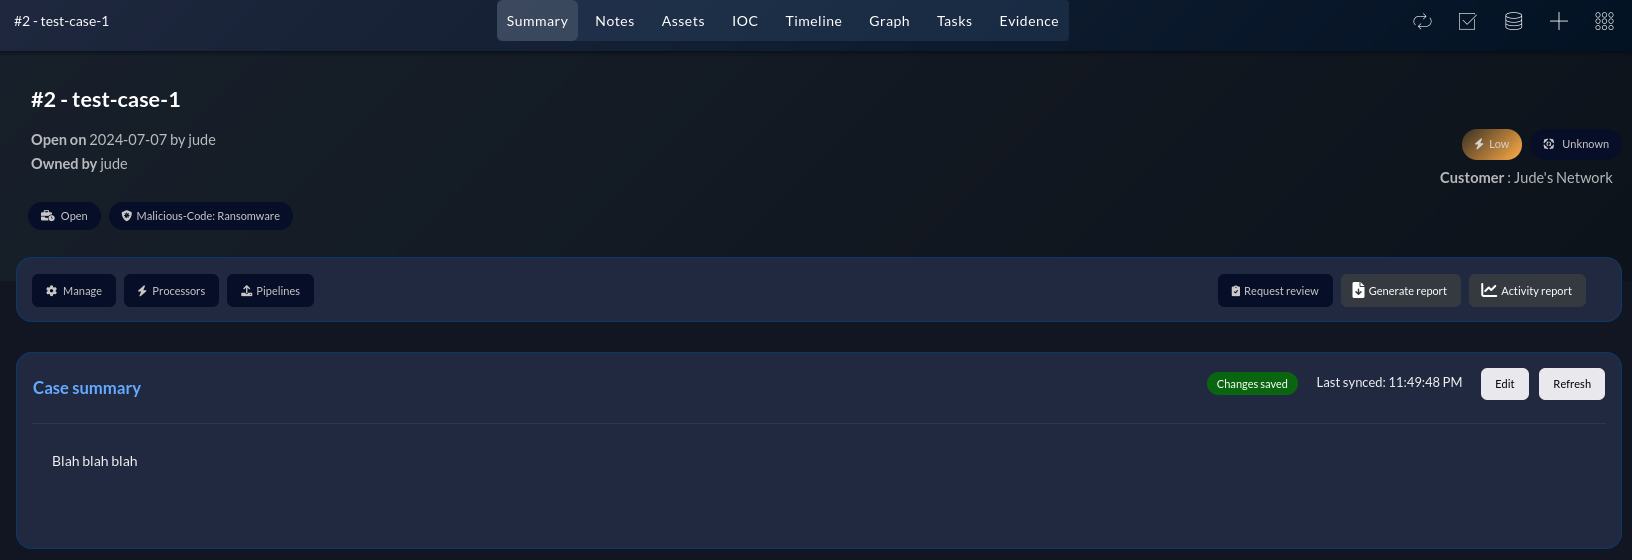 #2 - test-case-1
Summary Notes Assets IOC Timeline Graph Tasks Evidence
#2 - test-case-1
Open on 2024-07-07 by jude
Owned by jude
Low Unknown
Customer : Jude's Network
Open Malicious-Code: Ransomware
Manage Processors Pipelines Request review Generate report Activity report
Case summary Changes saved Last synced: 11:49:48 PM Edit Refresh
Blah blah blah